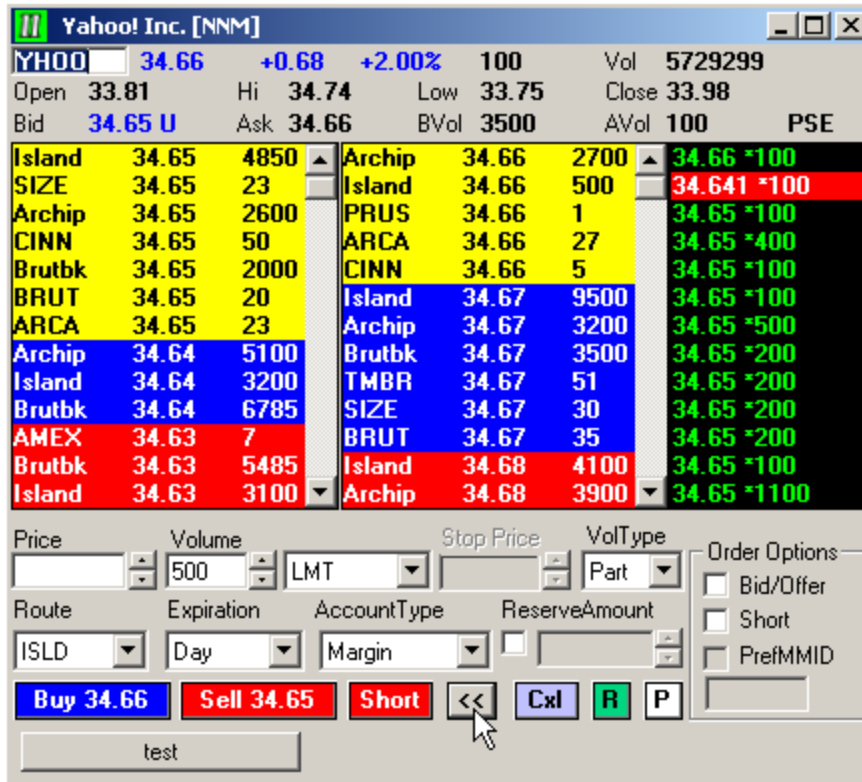 Yahoo! Inc. [NNM]
YHOO 34.66 +0.68 +2.00% 100 Vol 5729299
Open 33.81 Hi 34.74 Low 33.75 Close 33.98
Bid 34.65 U Ask 34.66 BVol 3500 AVol 100 PSE
Island 34.65 4850 Archip 34.66 2700 34.66 *100
SIZE 34.65 23 Island 34.66 500 34.641 *100
Archip 34.65 2600 PRUS 34.66 1 34.65 *100
CINN 34.65 50 ARCA 34.66 27 34.65 *400
Brutbk 34.65 2000 CINN 34.66 5 34.65 *100
BRUT 34.65 20 Island 34.67 9500 34.65 *100
ARCA 34.65 23 Archip 34.67 3200 34.65 *500
Archip 34.64 5100 Brutbk 34.67 3500 34.65 *200
Island 34.64 3200 TMBR 34.67 51 34.65 *200
Brutbk 34.64 6785 SIZE 34.67 30 34.65 *200
AMEX 34.63 7 BRUT 34.67 35 34.65 *200
Brutbk 34.63 5485 Island 34.68 4100 34.65 *100
Island 34.63 3100 Archip 34.68 3900 34.65 *1100
Price Volume Stop Price VolType Order Options
500 LMT Part Bid/Offer
Route Expiration AccountType ReserveAmount Short
ISLD Day Margin PrefMMID
Buy 34.66 Sell 34.65 Short << Cxl R P
test